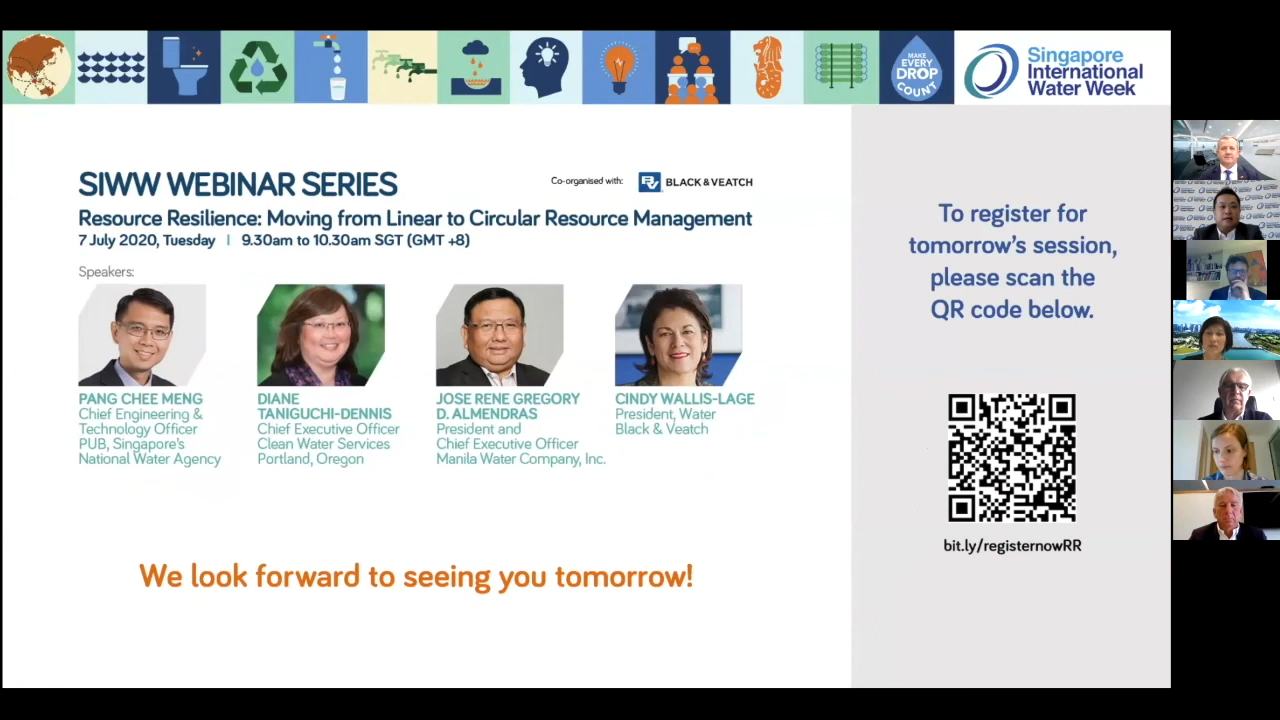 MAKE
EVERY
DROP
COUNT
Singapore
International
Water Week
SIWW WEBINAR SERIES
Co-organised with: BV BLACK & VEATCH
Resource Resilience: Moving from Linear to Circular Resource Management
7 July 2020, Tuesday | 9.30am to 10.30am SGT (GMT +8)
Speakers:
PANG CHEE MENG
Chief Engineering &
Technology Officer
PUB, Singapore's
National Water Agency
DIANE
TANIGUCHI-DENNIS
Chief Executive Officer
Clean Water Services
Portland, Oregon
JOSE RENE GREGORY
D. ALMENDRAS
President and
Chief Executive Officer
Manila Water Company, Inc.
CINDY WALLIS-LAGE
President, Water
Black & Veatch
We look forward to seeing you tomorrow!
To register for
tomorrow's session,
please scan the
QR code below.
bit.ly/registernowRR